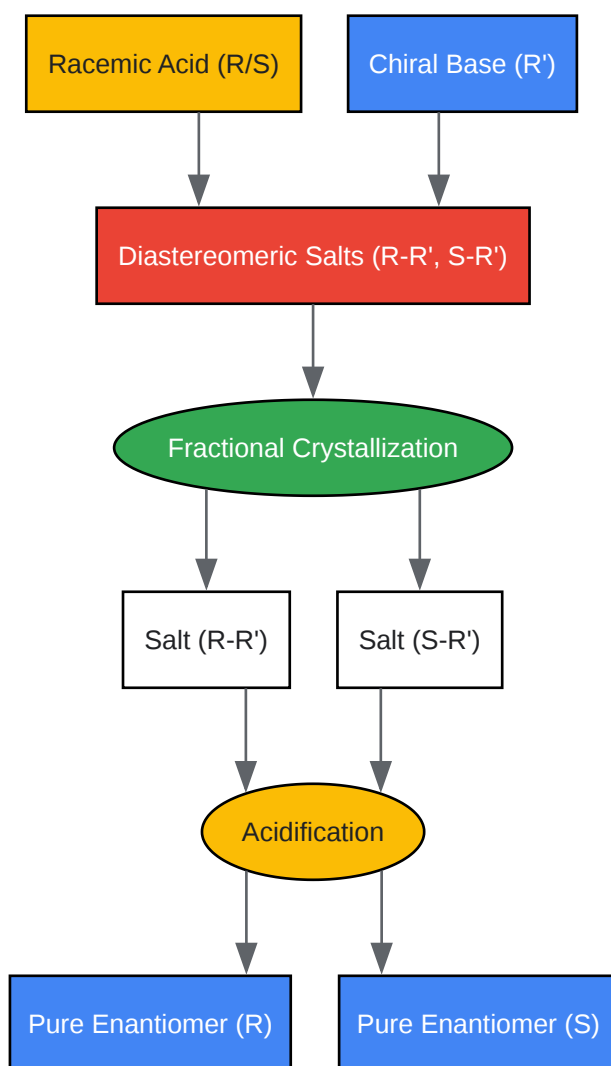 Racemic Acid (R/S)
Chiral Base (R')
Diastereomeric Salts (R-R', S-R')
Fractional Crystallization
Salt (R-R')
Salt (S-R')
Acidification
Pure Enantiomer (R)
Pure Enantiomer (S)